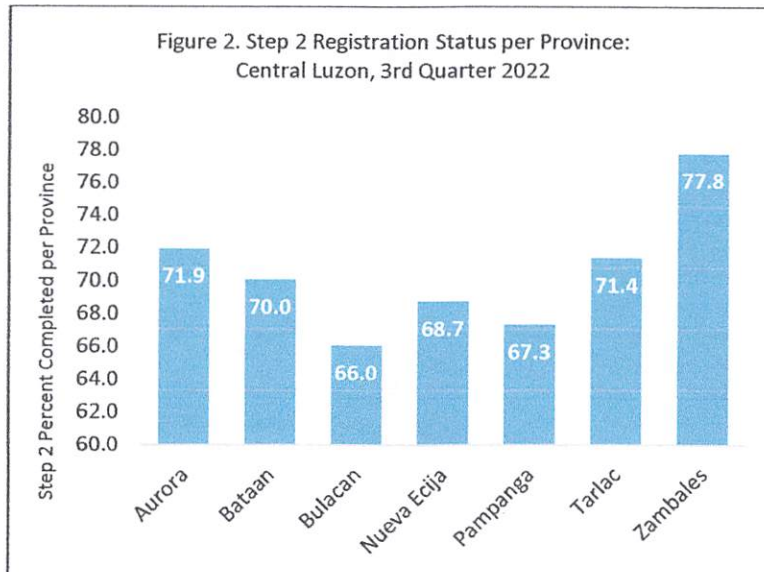 Figure 2. Step 2 Registration Status per Province:
Central Luzon, 3rd Quarter 2022
Step 2 Percent Completed per Province
80.0
78.0
76.0
74.0
72.0
70.0
68.0
66.0
64.0
62.0
60.0
71.9
70.0
66.0
68.7
67.3
71.4
77.8
Aurora
Bataan
Bulacan
Nueva Ecija
Pampanga
Tarlac
Zambales